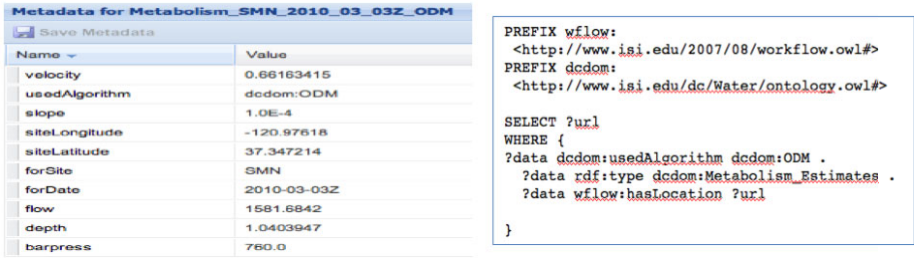 Metadata for Metabolism_SMN_2010_03_03Z_ODM
Save Metadata
Name Value
velocity 0.66163415
usedAlgorithm dcdom:ODM
slope 1.0E-4
siteLongitude -120.97618
siteLatitude 37.347214
forSite SMN
forDate 2010-03-03Z
flow 1581.6842
depth 1.0403947
barpress 760.0
PREFIX wflow:
<http://www.isi.edu/2007/08/workflow.owl#>
PREFIX dcdom:
<http://www.isi.edu/dc/Water/ontology.owl#>
SELECT ?url
WHERE {
?data dcdom:usedAlgorithm dcdom:ODM .
?data rdf:type dcdom:Metabolism_Estimates .
?data wflow:hasLocation ?url
}